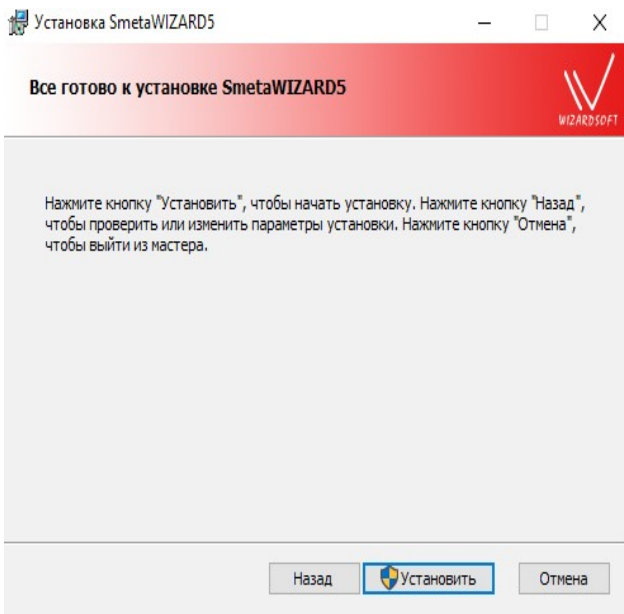 Установка SmetaWIZARD5
Все готово к установке SmetaWIZARD5
WIZARDSOFT
Нажмите кнопку "Установить", чтобы начать установку. Нажмите кнопку "Назад",
чтобы проверить или изменить параметры установки. Нажмите кнопку "Отмена",
чтобы выйти из мастера.
Назад
Установить
Отмена